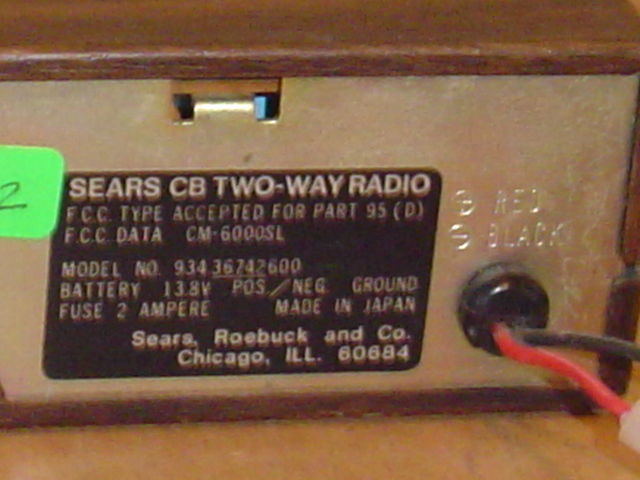 2
SEARS CB TWO-WAY RADIO
F.C.C. TYPE ACCEPTED FOR PART 95 (D)
F.C.C. DATA CM-6000SL
MODEL NO. 934 36742600
BATTERY 13.8V POS./NEG. GROUND
FUSE 2 AMPERE MADE IN JAPAN
Sears, Roebuck and Co.
Chicago, ILL. 60684
⊕ RED
⊖ BLACK